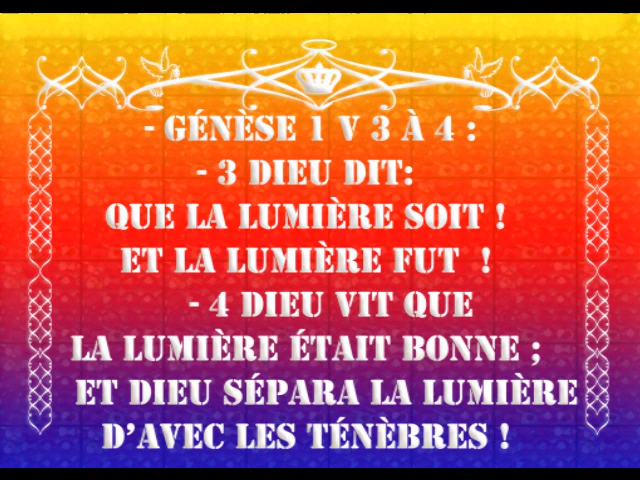 - GÉNÈSE 1 V 3 À 4 :
- 3 DIEU DIT:
QUE LA LUMIÈRE SOIT !
ET LA LUMIÈRE FUT !
- 4 DIEU VIT QUE
LA LUMIÈRE ÉTAIT BONNE ;
ET DIEU SÉPARA LA LUMIÈRE
D’AVEC LES TÉNÈBRES !